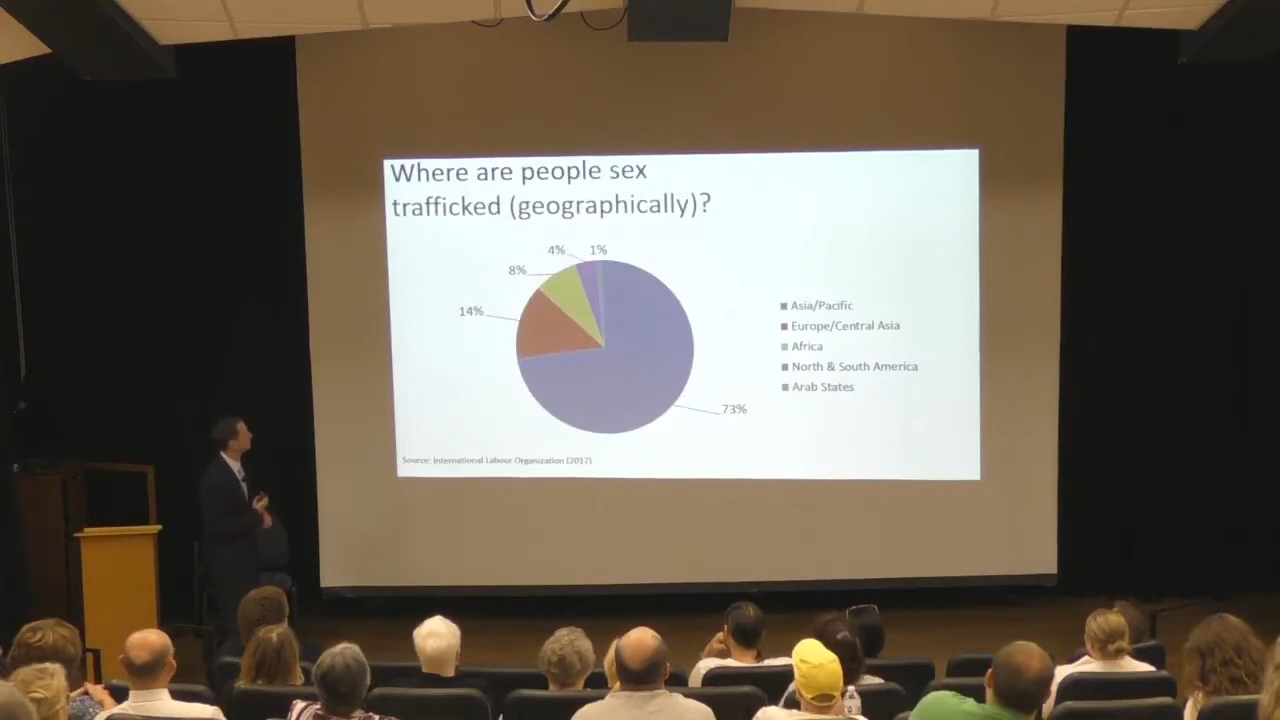 Where are people sex
trafficked (geographically)?
4%
1%
8%
14%
73%
Asia/Pacific
Europe/Central Asia
Africa
North & South America
Arab States
Source: International Labour Organization (2017)